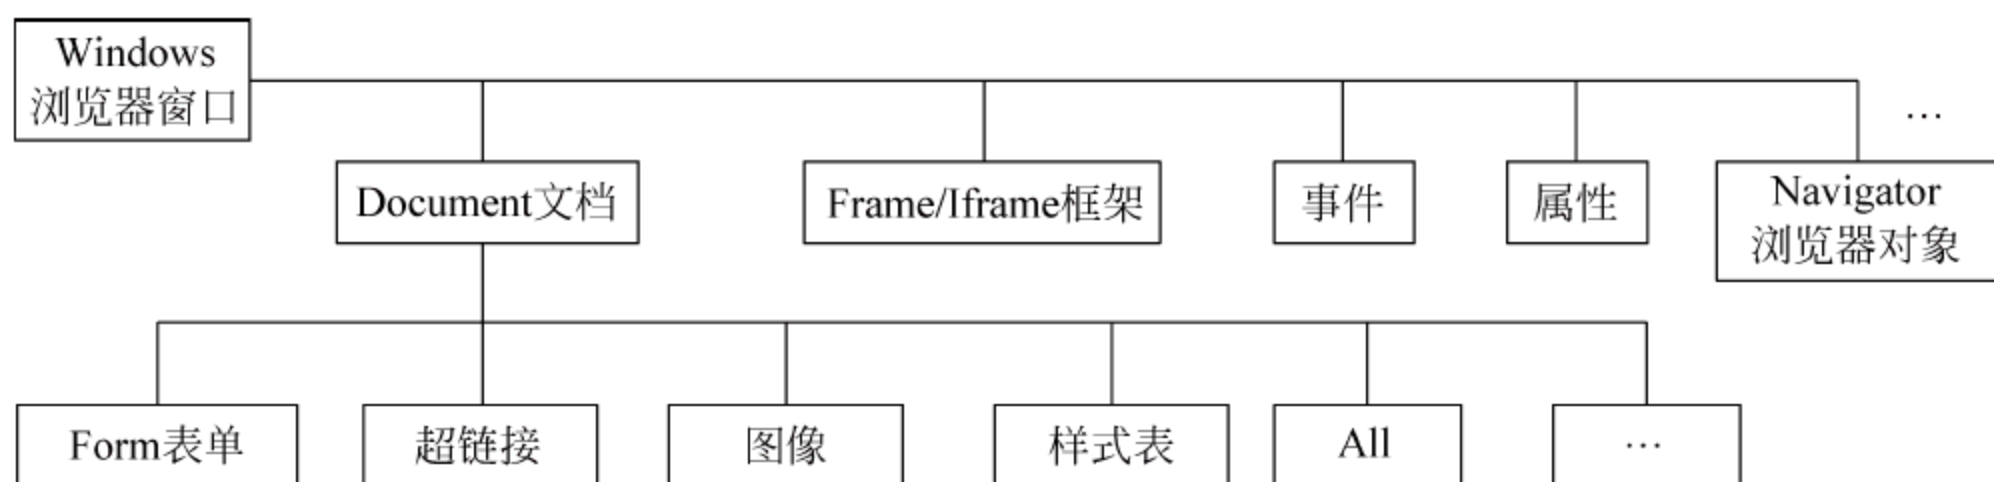 Windows
浏览器窗口
…
Document文档
Frame/Iframe框架
事件
属性
Navigator
浏览器对象
Form表单
超链接
图像
样式表
All
…